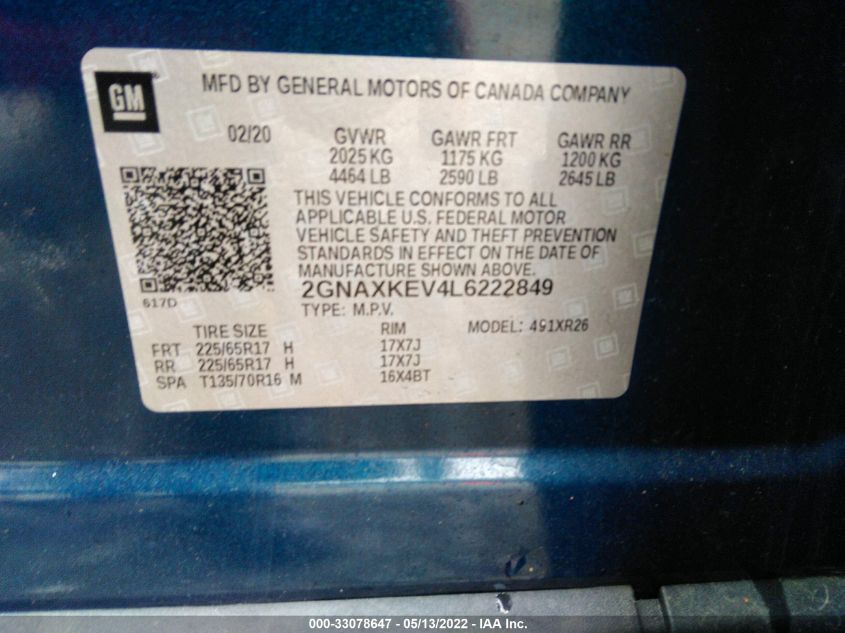 GM
MFD BY GENERAL MOTORS OF CANADA COMPANY
02/20 GVWR GAWR FRT GAWR RR
2025 KG 1175 KG 1200 KG
4464 LB 2590 LB 2645 LB
THIS VEHICLE CONFORMS TO ALL
APPLICABLE U.S. FEDERAL MOTOR
VEHICLE SAFETY AND THEFT PREVENTION
STANDARDS IN EFFECT ON THE DATE OF
MANUFACTURE SHOWN ABOVE.
2GNAXKEV4L6222849
617D TYPE: M.P.V.
TIRE SIZE RIM MODEL: 491XR26
FRT 225/65R17 H 17X7J
RR 225/65R17 H 17X7J
SPA T135/70R16 M 16X4BT
000-33078647 - 05/13/2022 - IAA Inc.